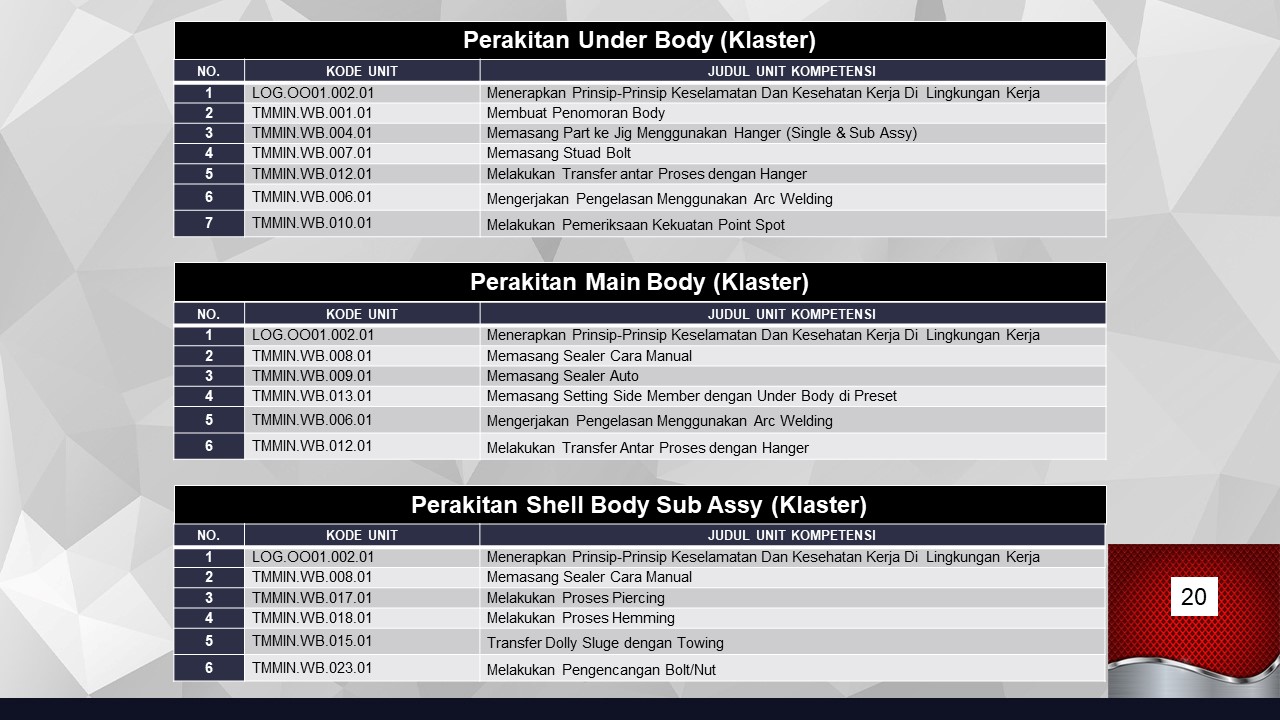 Perakitan Under Body (Klaster)
NO. KODE UNIT JUDUL UNIT KOMPETENSI
1 LOG.OO01.002.01 Menerapkan Prinsip-Prinsip Keselamatan Dan Kesehatan Kerja Di Lingkungan Kerja
2 TMMIN.WB.001.01 Membuat Penomoran Body
3 TMMIN.WB.004.01 Memasang Part ke Jig Menggunakan Hanger (Single & Sub Assy)
4 TMMIN.WB.007.01 Memasang Stuad Bolt
5 TMMIN.WB.012.01 Melakukan Transfer antar Proses dengan Hanger
6 TMMIN.WB.006.01 Mengerjakan Pengelasan Menggunakan Arc Welding
7 TMMIN.WB.010.01 Melakukan Pemeriksaan Kekuatan Point Spot
Perakitan Main Body (Klaster)
NO. KODE UNIT JUDUL UNIT KOMPETENSI
1 LOG.OO01.002.01 Menerapkan Prinsip-Prinsip Keselamatan Dan Kesehatan Kerja Di Lingkungan Kerja
2 TMMIN.WB.008.01 Memasang Sealer Cara Manual
3 TMMIN.WB.009.01 Memasang Sealer Auto
4 TMMIN.WB.013.01 Memasang Setting Side Member dengan Under Body di Preset
5 TMMIN.WB.006.01 Mengerjakan Pengelasan Menggunakan Arc Welding
6 TMMIN.WB.012.01 Melakukan Transfer Antar Proses dengan Hanger
Perakitan Shell Body Sub Assy (Klaster)
NO. KODE UNIT JUDUL UNIT KOMPETENSI
1 LOG.OO01.002.01 Menerapkan Prinsip-Prinsip Keselamatan Dan Kesehatan Kerja Di Lingkungan Kerja
2 TMMIN.WB.008.01 Memasang Sealer Cara Manual
3 TMMIN.WB.017.01 Melakukan Proses Piercing
4 TMMIN.WB.018.01 Melakukan Proses Hemming
5 TMMIN.WB.015.01 Transfer Dolly Sluge dengan Towing
6 TMMIN.WB.023.01 Melakukan Pengencangan Bolt/Nut
20